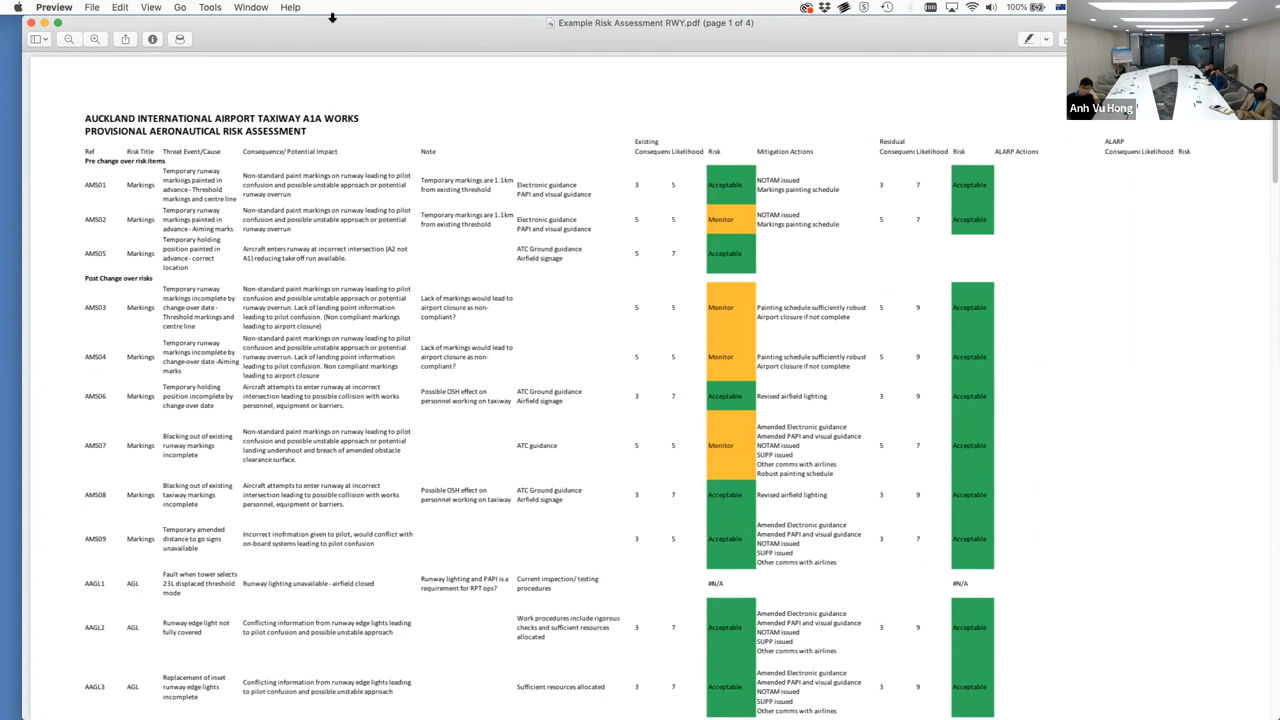 Preview File Edit View Go Tools Window Help 100%
Example Risk Assessment RWY.pdf (page 1 of 4)
Anh Vu Hong
AUCKLAND INTERNATIONAL AIRPORT TAXIWAY A1A WORKS
PROVISIONAL AERONAUTICAL RISK ASSESSMENT
Existing Residual ALARP
Ref Risk Title Threat Event/Cause Consequence/ Potential Impact Note Consequenc Likelihood Risk Mitigation Actions Consequenc Likelihood Risk ALARP Actions Consequenc Likelihood Risk
Pre change over risk items
AMS01 Markings
Temporary runway
markings painted in
advance - Threshold
markings and centre line
Non-standard paint markings on runway leading to pilot
confusion and possible unstable approach or potential
runway overrun
Temporary markings are 1.1km
from existing threshold
Electronic guidance
PAPI and visual guidance
3 5 Acceptable
NOTAM issued
Markings painting schedule
3 7 Acceptable
AMS02 Markings
Temporary runway
markings painted in
advance - Aiming marks
Non-standard paint markings on runway leading to pilot
confusion and possible unstable approach or potential
runway overrun
Temporary markings are 1.1km
from existing threshold
Electronic guidance
PAPI and visual guidance
5 5 Monitor
NOTAM issued
Markings painting schedule
5 7 Acceptable
AMS05 Markings
Temporary holding
position painted in
advance - correct
location
Aircraft enters runway at incorrect intersection (A2 not
A1) reducing take off run available.
ATC Ground guidance
Airfield signage
5 7 Acceptable
Post Change over risks
AMS03 Markings
Temporary runway
markings incomplete by
change-over date -
Threshold markings and
centre line
Non-standard paint markings on runway leading to pilot
confusion and possible unstable approach or potential
runway overrun. Lack of landing point information
leading to pilot confusion. (Non compliant markings
leading to airport closure)
Lack of markings would lead to
airport closure as non-
compliant?
5 5 Monitor
Painting schedule sufficiently robust
Airport closure if not complete
5 9 Acceptable
AMS04 Markings
Temporary runway
markings incomplete by
change-over date -Aiming
marks
Non-standard paint markings on runway leading to pilot
confusion and possible unstable approach or potential
runway overrun. Lack of landing point information
leading to pilot confusion. Non compliant markings
leading to airport closure
Lack of markings would lead to
airport closure as non-
compliant?
5 5 Monitor
Painting schedule sufficiently robust
Airport closure if not complete
5 9 Acceptable
AMS06 Markings
Temporary holding
position incomplete by
change over date
Aircraft attempts to enter runway at incorrect
intersection leading to possible collision with works
personnel, equipment or barriers.
Possible OSH effect on
personnel working on taxiway
ATC Ground guidance
Airfield signage
3 7 Acceptable
Revised airfield lighting
3 9 Acceptable
AMS07 Markings
Blacking out of existing
runway markings
incomplete
Non-standard paint markings on runway leading to pilot
confusion and possible unstable approach or potential
landing undershoot and breach of amended obstacle
clearance surface.
ATC guidance
5 5 Monitor
Amended Electronic guidance
Amended PAPI and visual guidance
NOTAM issued
SUPP issued
Other comms with airlines
Robust painting schedule
5 7 Acceptable
AMS08 Markings
Blacking out of existing
taxiway markings
incomplete
Aircraft attempts to enter runway at incorrect
intersection leading to possible collision with works
personnel, equipment or barriers.
Possible OSH effect on
personnel working on taxiway
ATC Ground guidance
Airfield signage
3 7 Acceptable
Revised airfield lighting
3 9 Acceptable
AMS09 Markings
Temporary amended
distance to go signs
unavailable
Incorrect inofrmation given to pilot, would conflict with
on-board systems leading to pilot confusion
3 5 Acceptable
Amended Electronic guidance
Amended PAPI and visual guidance
NOTAM issued
SUPP issued
Other comms with airlines
3 7 Acceptable
AAGL1 AGL
Fault when tower selects
23L displaced threshold
mode
Runway lighting unavailable - airfield closed
Runway lighting and PAPI is a
requirement for RPT ops?
Current inspection/ testing
procedures
#N/A #N/A
AAGL2 AGL
Runway edge light not
fully covered
Conflicting information from runway edge lights leading
to pilot confusion and possible unstable approach
Work procedures include rigorous
checks and sufficient resources
allocated
3 7 Acceptable
Amended Electronic guidance
Amended PAPI and visual guidance
NOTAM issued
SUPP issued
Other comms with airlines
3 9 Acceptable
AAGL3 AGL
Replacement of inset
runway edge lights
incomplete
Conflicting information from runway edge lights leading
to pilot confusion and possible unstable approach
Sufficient resources allocated
3 7 Acceptable
Amended Electronic guidance
Amended PAPI and visual guidance
NOTAM issued
SUPP issued
Other comms with airlines
3 9 Acceptable